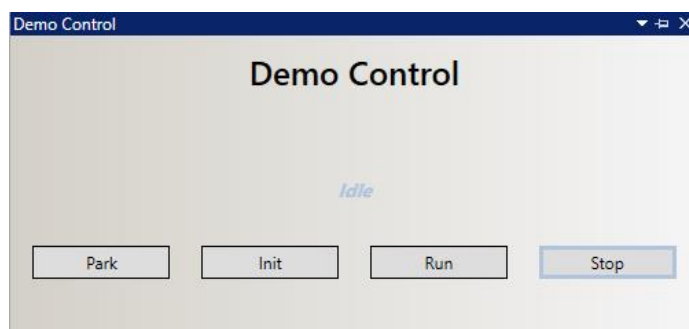 Demo Control
Demo Control
Idle
Park Init Run Stop